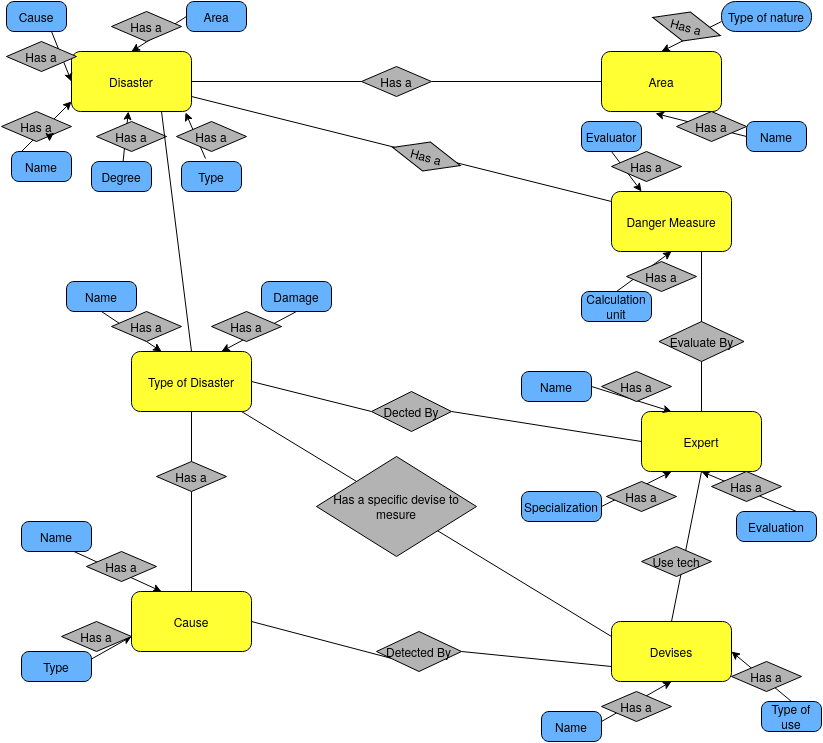 Cause
Area
Type of nature
Has a
Has a
Has a
Disaster
Has a
Area
Has a
Has a
Has a
Has a
Name
Evaluator
Name
Degree
Type
Has a
Has a
Danger Measure
Has a
Name
Damage
Calculation
unit
Has a
Has a
Evaluate By
Type of Disaster
Name
Has a
Dected By
Expert
Has a
Has a specific devise to
mesure
Specialization
Has a
Has a
Evaluation
Name
Has a
Use tech
Cause
Has a
Type
Detected By
Devises
Has a
Has a
Name
Type of
use